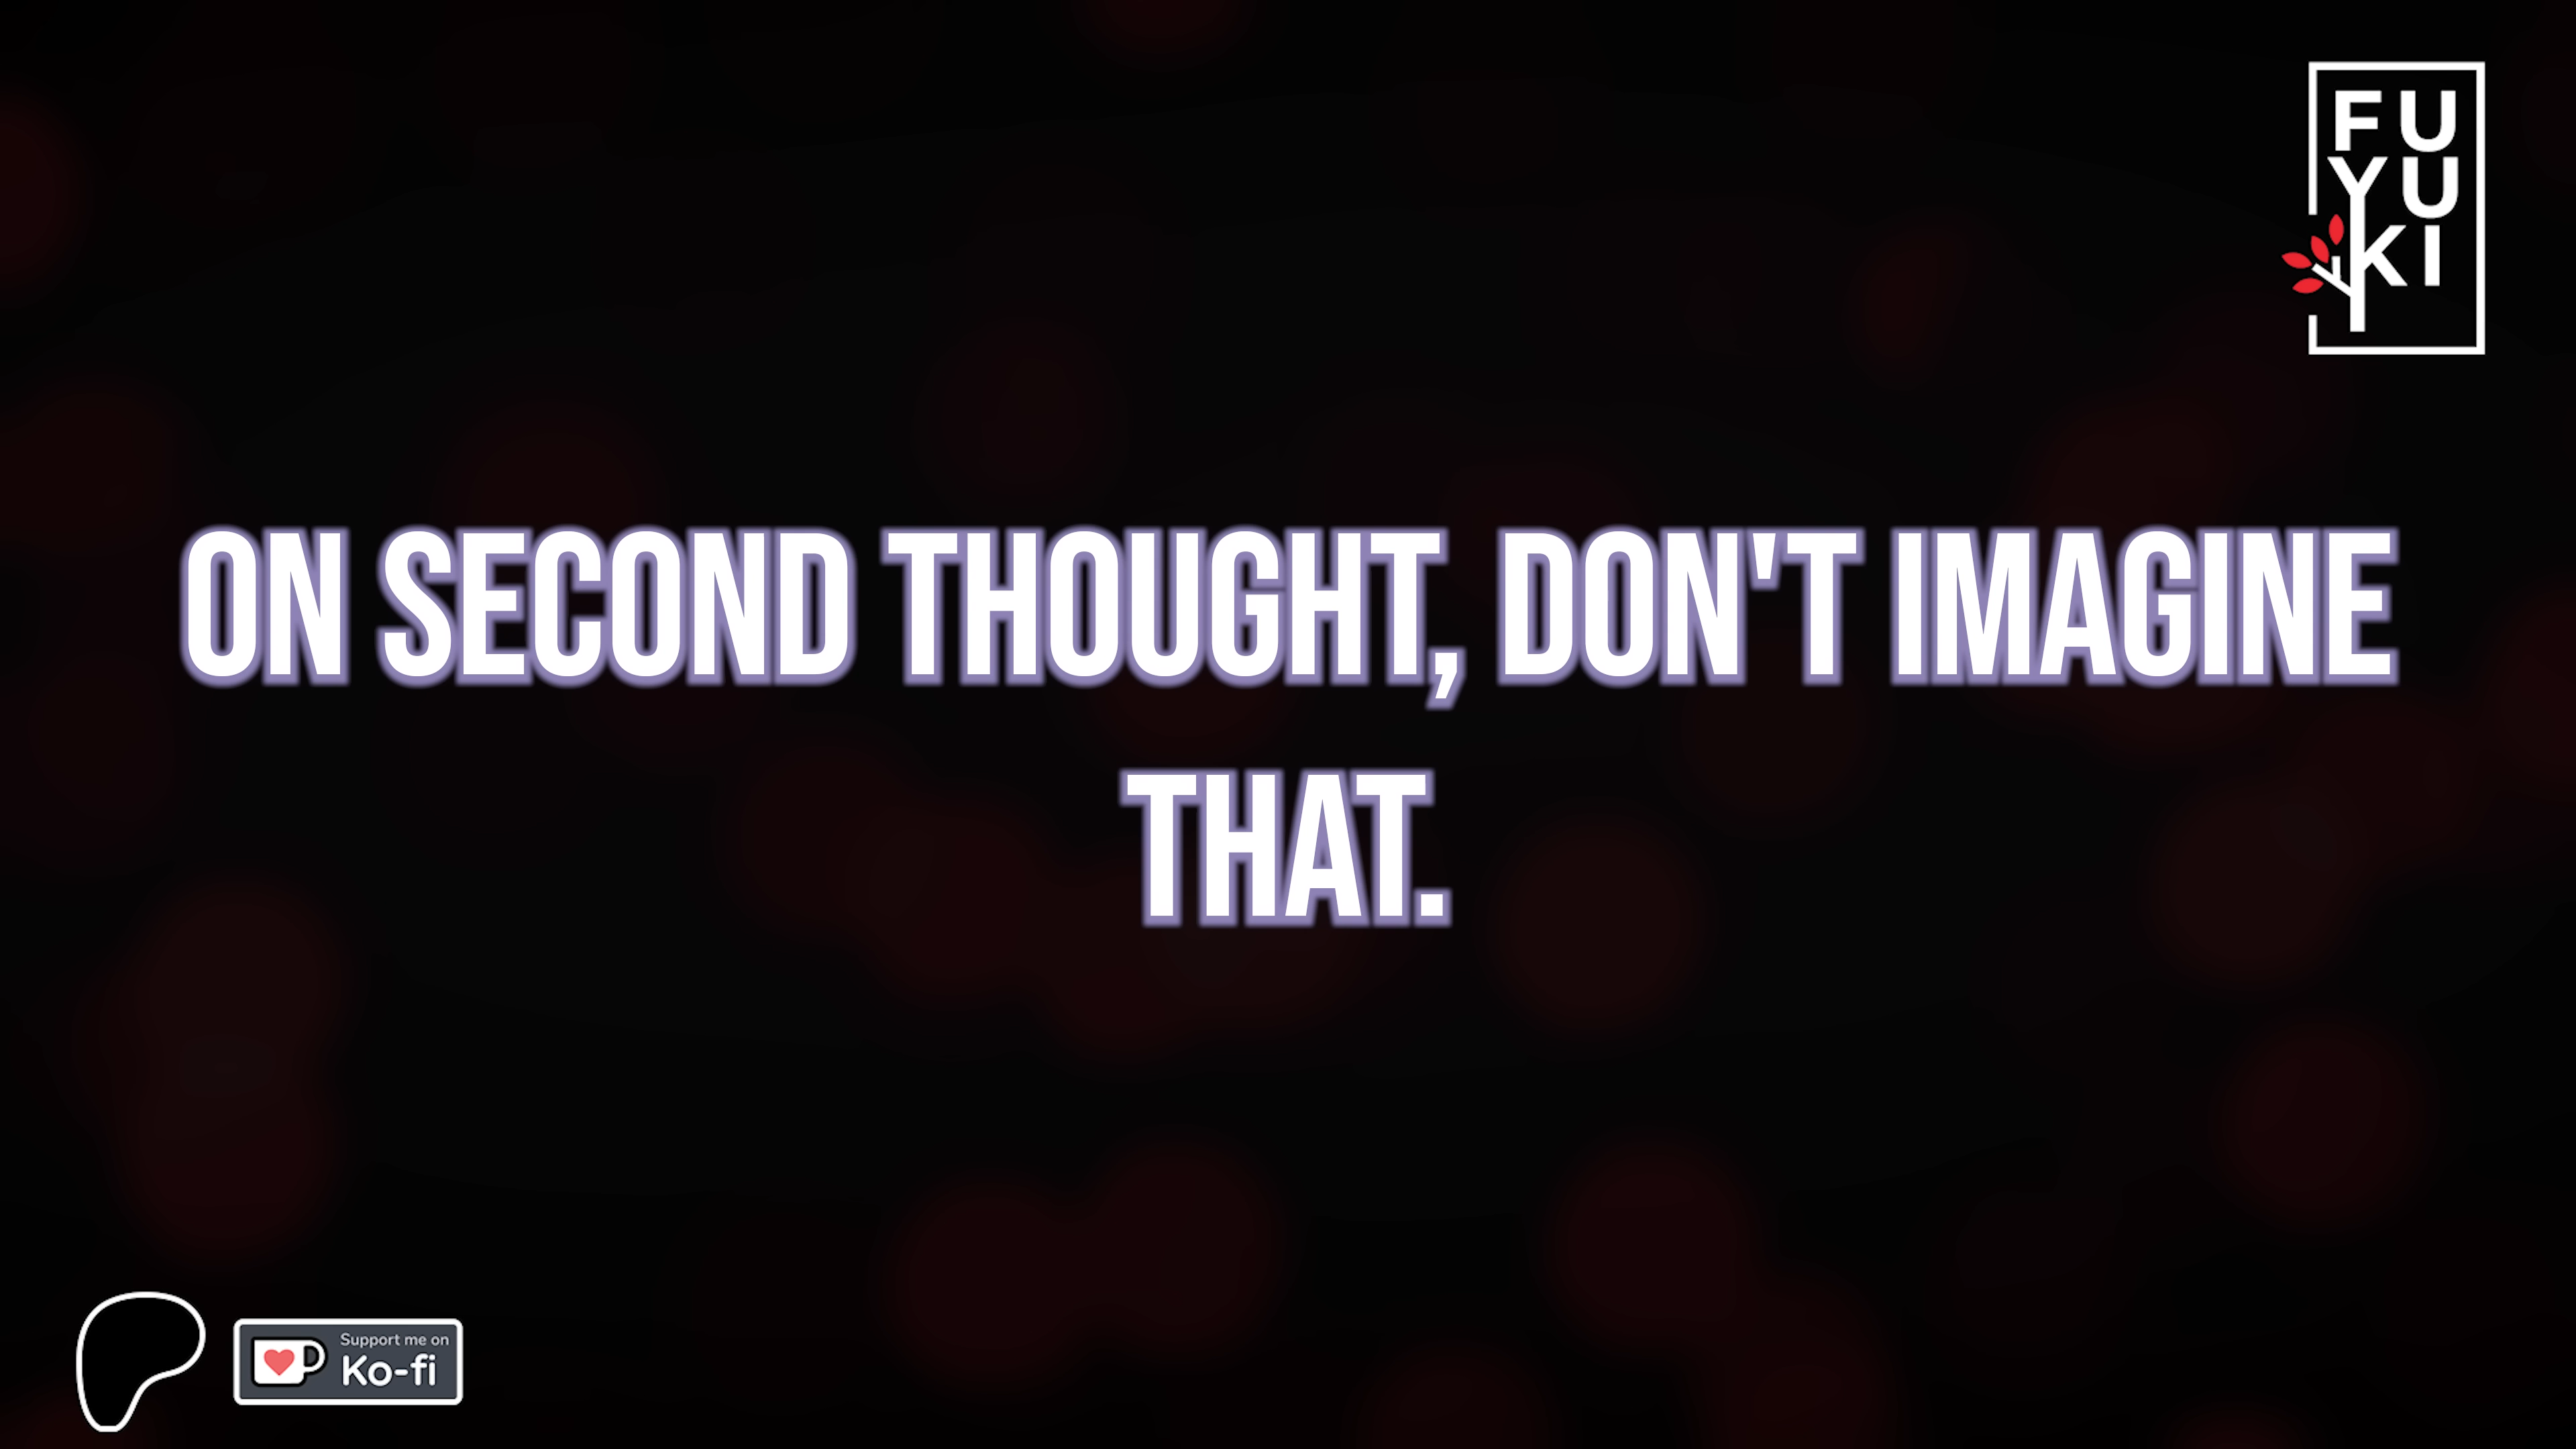 FU
YU
KI
ON SECOND THOUGHT, DON'T IMAGINE
THAT.
Support me on
Ko-fi